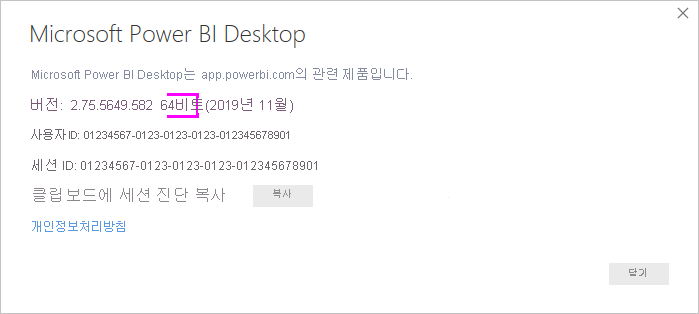 Microsoft Power BI Desktop
Microsoft Power BI Desktop는 app.powerbi.com의 관련 제품입니다.
버전: 2.75.5649.582 64비트(2019년 11월)
사용자 ID: 01234567-0123-0123-0123-012345678901
세션 ID: 01234567-0123-0123-0123-012345678901
클립보드에 세션 진단 복사 복사
개인정보처리방침
닫기